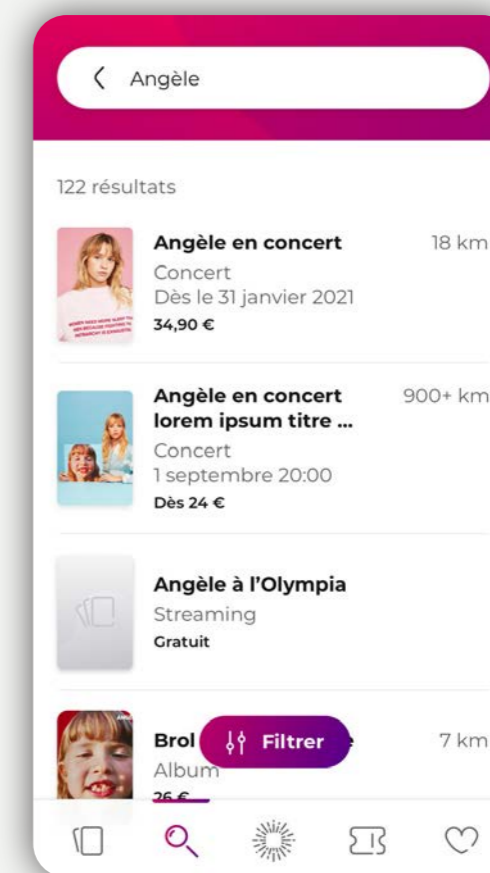 Angèle
122 résultats
Angèle en concert
18 km
Concert
Dès le 31 janvier 2021
34,90 €
Angèle en concert
900+ km
lorem ipsum titre ...
Concert
1 septembre 20:00
Dès 24 €
Angèle à l'Olympia
Streaming
Gratuit
Brol
Filtrer
7 km
Album
26 €